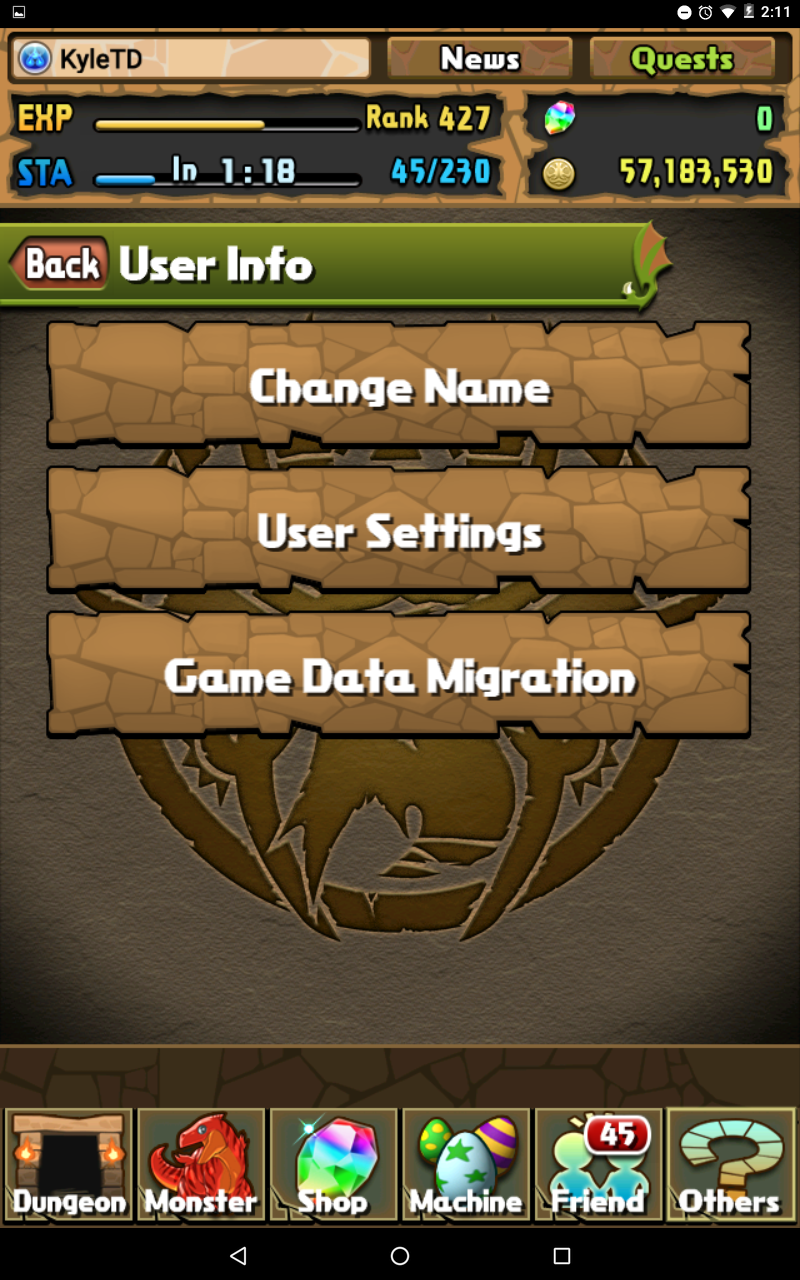 2:11
KyleTD News Quests
EXP Rank 427 0
STA In 1:18 45/230 57,183,530
Back User Info
Change Name
User Settings
Game Data Migration
45
Dungeon Monster Shop Machine Friend Others